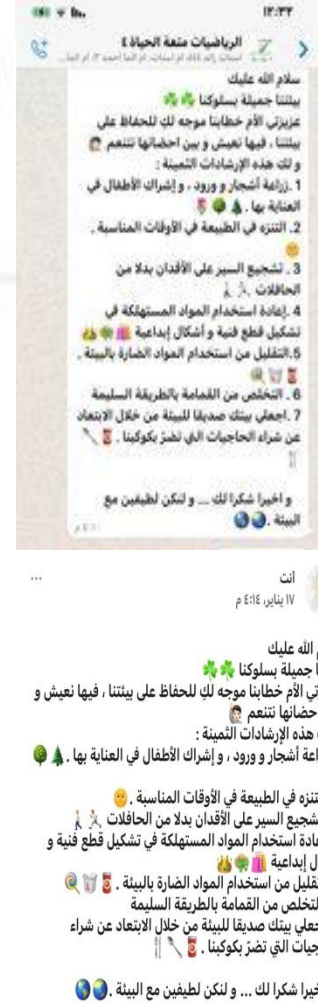 ١٢:٣٣
الرياضيات متعة الحياة ٤
سلام الله عليك
بيئتنا جميلة بسلوكنا ☘️☘️
عزيزتي الأم خطابنا موجه لكِ للحفاظ على
بيئتنا ، فيها نعيش و بين احضانها نتنعم
و لك هذه الإرشادات الثمينة :
1 .زراعة أشجار و ورود ، و إشراك الأطفال في
العناية بها . 🌲🌳🌹
2. التنزه في الطبيعة في الأوقات المناسبة .
3 . تشجيع السير على الأقدان بدلا من
الحافلات
4 .إعادة استخدام المواد المستهلكة في
تشكيل قطع فنية و أشكال إبداعية
5.التقليل من استخدام المواد الضارة بالبيئة .
6 . التخلص من القمامة بالطريقة السليمة
7 .اجعلي بيتك صديقا للبيئة من خلال الابتعاد
عن شراء الحاجيات التي تضرّ بكوكبنا .
و اخيرا شكرا لك ... و لنكن لطيفين مع
البيئة . 🌍🌏
أنت
١٧ يناير، ٤:١٤ م
الله عليك
جميلة بسلوكنا ☘️☘️
تي الأم خطابنا موجه لكِ للحفاظ على بيئتنا ، فيها نعيش و
حضانها نتنعم
هذه الإرشادات الثمينة :
اعة أشجار و ورود ، و إشراك الأطفال في العناية بها . 🌲🌳
تنزه في الطبيعة في الأوقات المناسبة .
شجيع السير على الأقدان بدلا من الحافلات
عادة استخدام المواد المستهلكة في تشكيل قطع فنية و
ل إبداعية
تقليل من استخدام المواد الضارة بالبيئة .
لتخلص من القمامة بالطريقة السليمة
جعلي بيتك صديقا للبيئة من خلال الابتعاد عن شراء
جيات التي تضرّ بكوكبنا .
خيرا شكرا لك ... و لنكن لطيفين مع البيئة . 🌍🌏